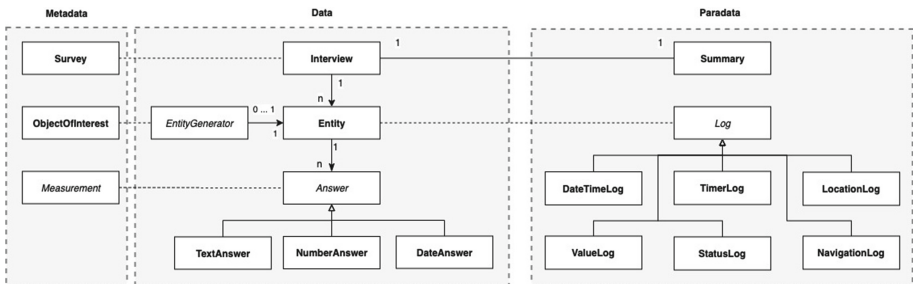 Metadata
Data
Paradata
Survey
Interview
1
1
Summary
1
n
ObjectOfInterest
EntityGenerator
0 ... 1
1
Entity
Log
1
n
Measurement
Answer
DateTimeLog
TimerLog
LocationLog
TextAnswer
NumberAnswer
DateAnswer
ValueLog
StatusLog
NavigationLog